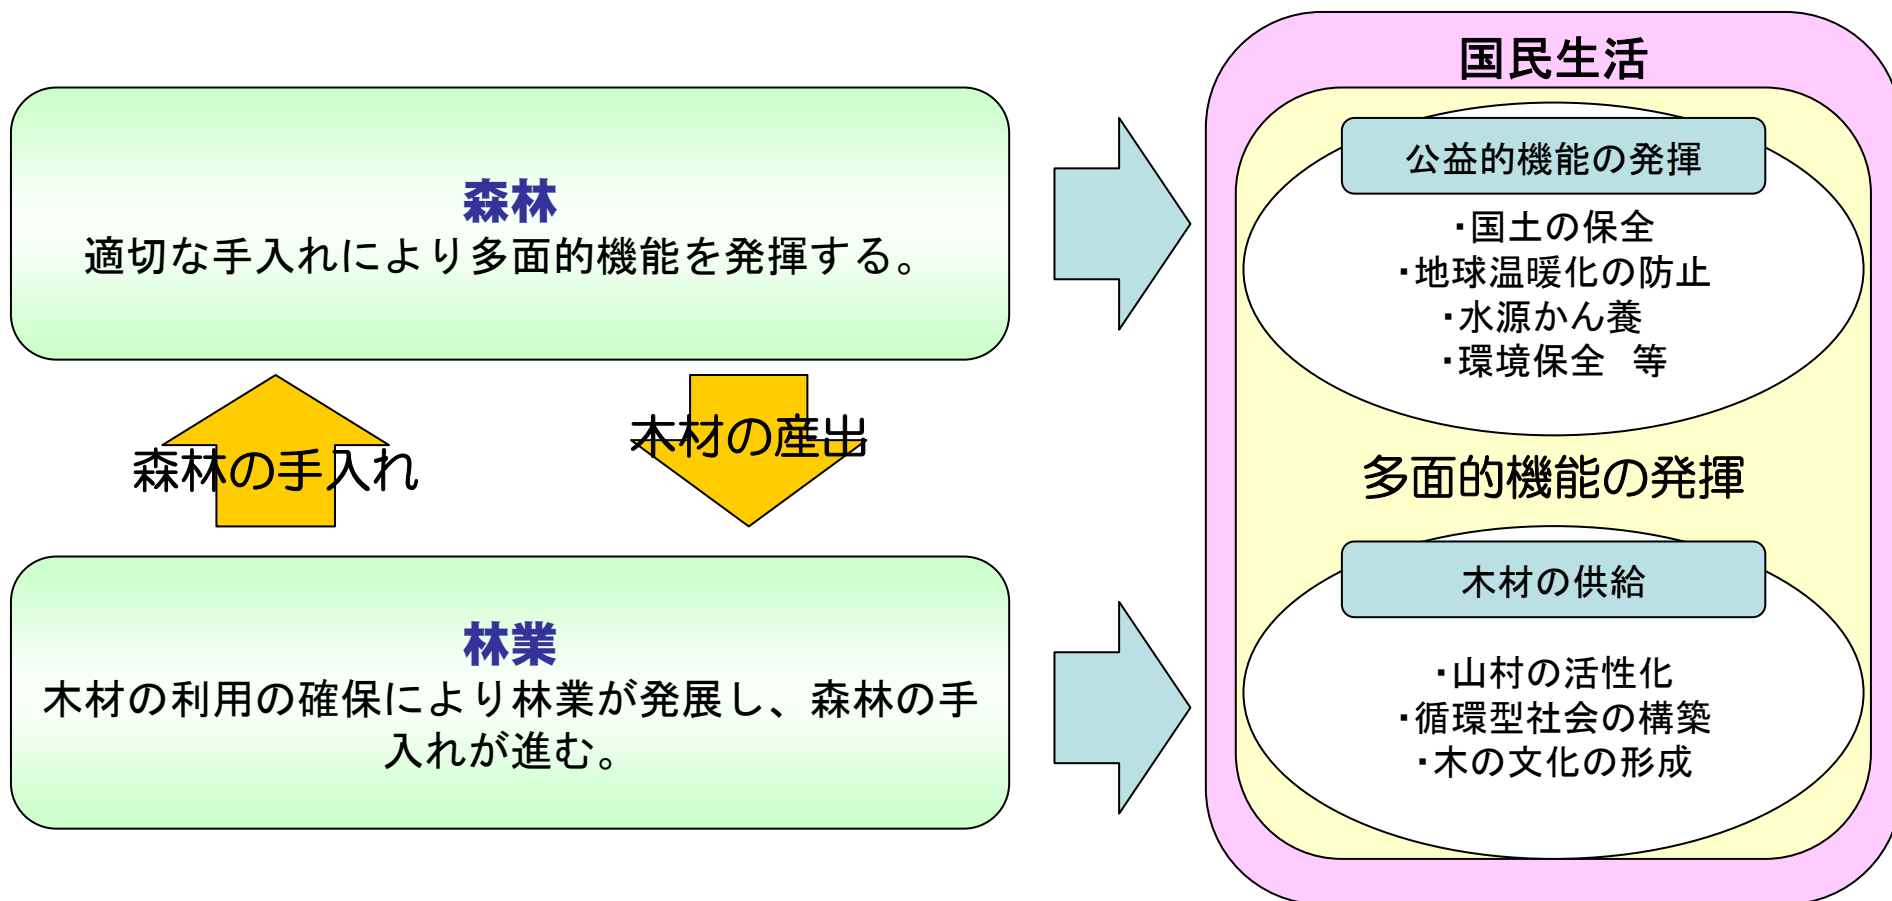 森林
適切な手入れにより多面的機能を発揮する。
森林の手入れ
木材の産出
林業
木材の利用の確保により林業が発展し、森林の手
入れが進む。
国民生活
公益的機能の発揮
・国土の保全
・地球温暖化の防止
・水源かん養
・環境保全　等
多面的機能の発揮
木材の供給
・山村の活性化
・循環型社会の構築
・木の文化の形成